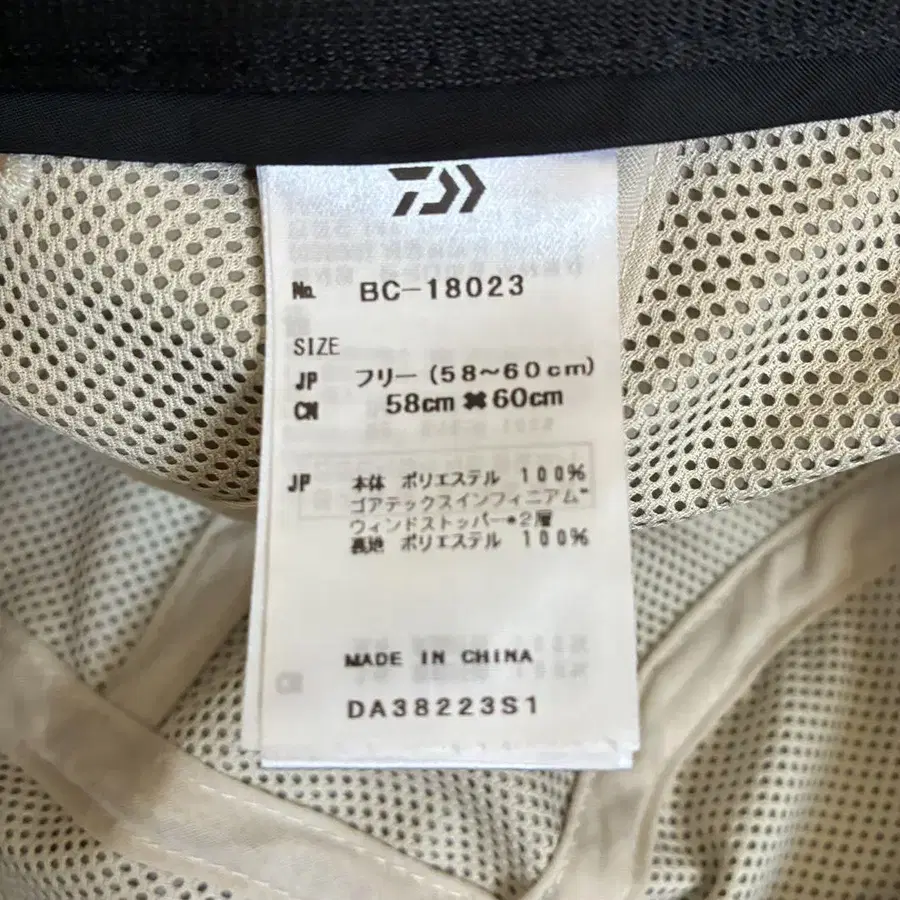 No. BC-18023
SIZE
JP フリー(58〜60cm)
CN 58cm ✖ 60cm
JP 本体 ポリエステル 100%
ゴアテックスインフィニアム™
ウィンドストッパー®2層
裏地 ポリエステル 100%
MADE IN CHINA
DA38223S1